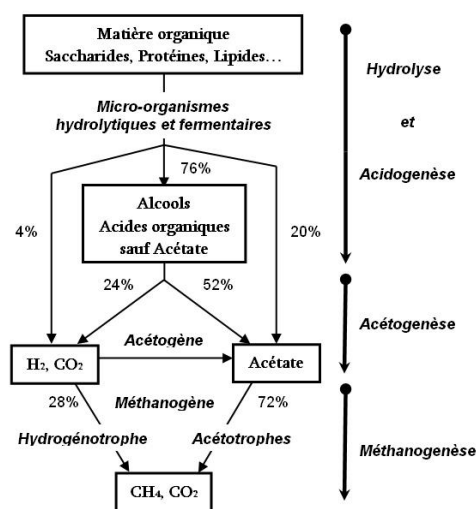 Matière organique
Saccharides, Protéines, Lipides...
Hydrolyse
Micro-organismes
hydrolytiques et fermentaires
et
76%
Acidogenèse
4%
Alcools
Acides organiques
sauf Acétate
20%
24%
52%
Acétogène
Acétogenèse
H₂, CO₂
Acétate
28%
Méthanogène
72%
Hydrogénotrophe
Acétotrophes
Méthanogenèse
CH₄, CO₂